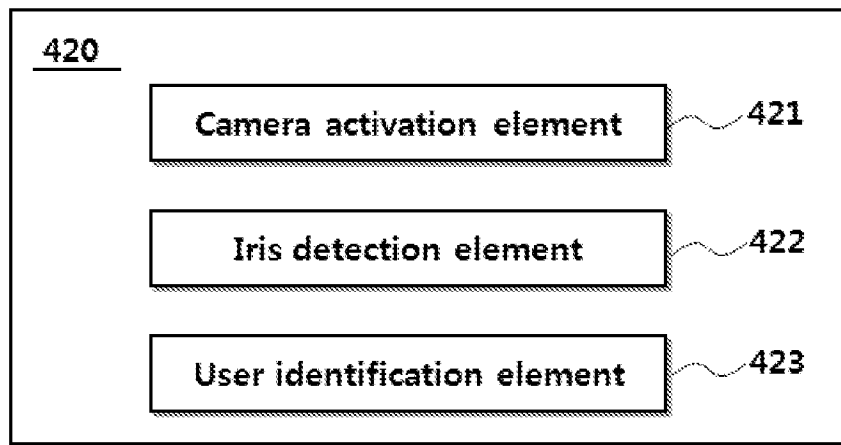 420
Camera activation element 421
Iris detection element 422
User identification element 423